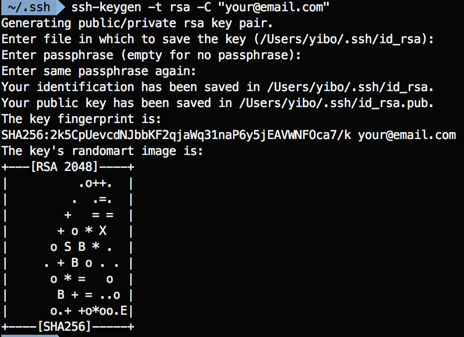 ~/.ssh ssh-keygen -t rsa -C "your@email.com"
Generating public/private rsa key pair.
Enter file in which to save the key (/Users/yibo/.ssh/id_rsa):
Enter passphrase (empty for no passphrase):
Enter same passphrase again:
Your identification has been saved in /Users/yibo/.ssh/id_rsa.
Your public key has been saved in /Users/yibo/.ssh/id_rsa.pub.
The key fingerprint is:
SHA256:2k5CpUevcdNJbbKF2qjaWq31naP6y5jEAVWNFOca7/k your@email.com
The key's randomart image is:
+---[RSA 2048]----+
|          .o++.  |
|         .  .=.  |
|        +   = =  |
|       + o * X   |
|      o S B * .  |
|     . + B o . . |
|      o * =   o  |
|       B + = ..o |
|      o.+ +o*oo.E|
+----[SHA256]-----+